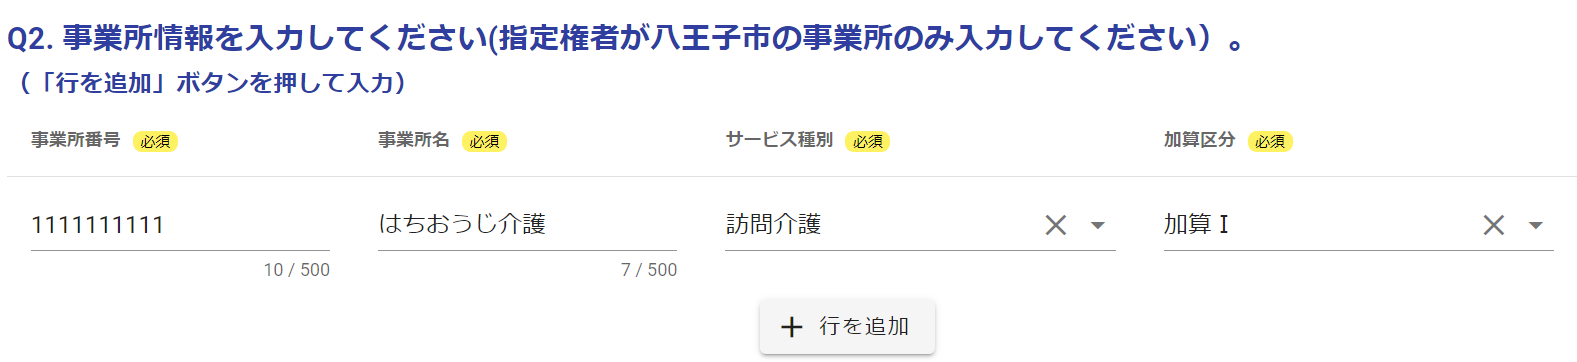 Q2. 事業所情報を入力してください(指定権者が八王子市の事業所のみ入力してください）。
（「行を追加」ボタンを押して入力）
事業所番号 必須 事業所名 必須 サービス種別 必須 加算区分 必須
1111111111 はちおうじ介護 訪問介護 加算Ⅰ
10 / 500 7 / 500
行を追加